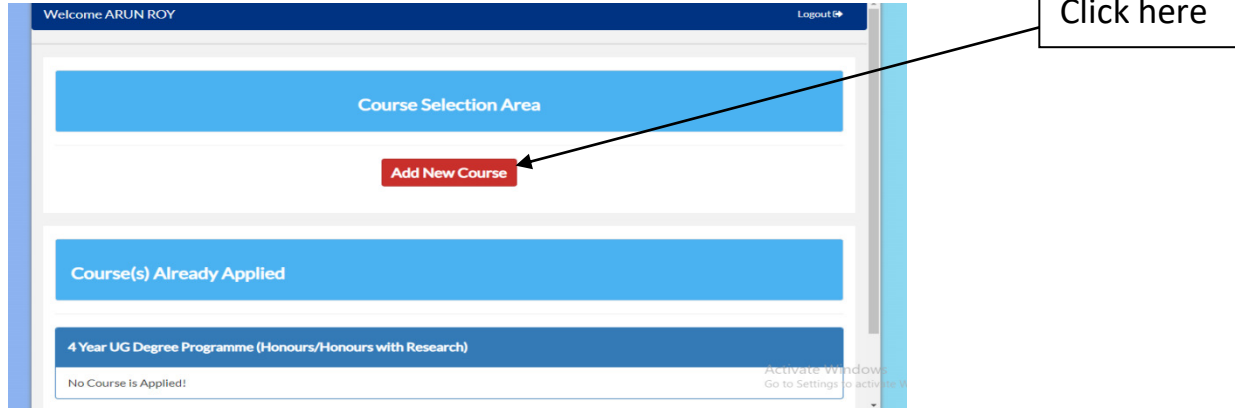 Welcome ARUN ROY
Logout
Click here
Course Selection Area
Add New Course
Course(s) Already Applied
4 Year UG Degree Programme (Honours/Honours with Research)
No Course is Applied!
Activate Windows
Go to Settings to activate W